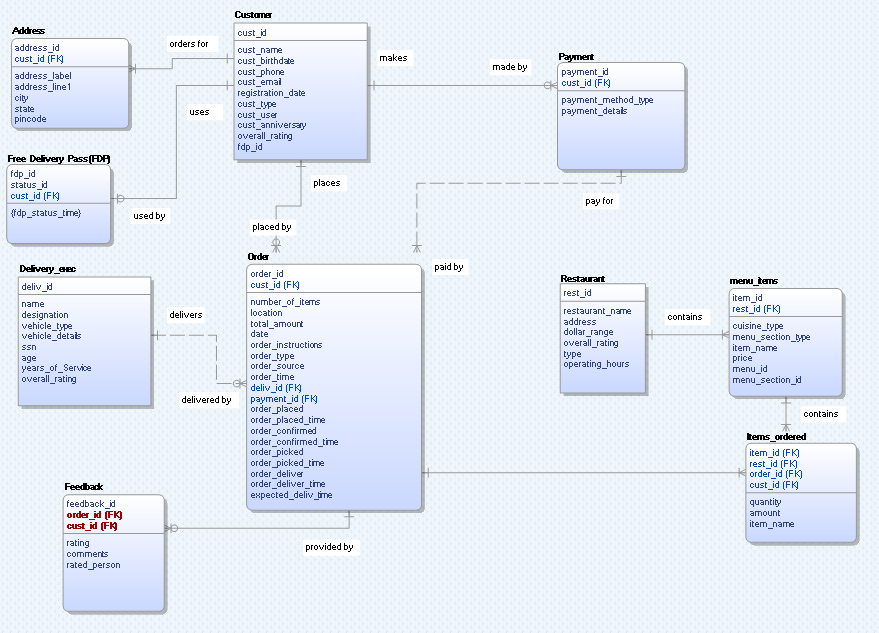 Address
address_id
cust_id (FK)
address_label
address_line1
city
state
pincode
orders for
Customer
cust_id
cust_name
cust_birthdate
cust_phone
cust_email
registration_date
cust_type
cust_user
cust_anniversary
overall_rating
fdp_id
makes
made by
Payment
payment_id
cust_id (FK)
payment_method_type
payment_details
uses
Free_Delivery_Pass(FDP)
fdp_id
status_id
cust_id (FK)
{fdp_status_time}
used by
places
placed by
pay for
paid by
Delivery_exec
deliv_id
name
designation
vehicle_type
vehicle_details
ssn
age
years_of_Service
overall_rating
delivers
delivered by
Order
order_id
cust_id (FK)
number_of_items
location
total_amount
date
order_instructions
order_type
order_source
order_time
deliv_id (FK)
payment_id (FK)
order_placed
order_placed_time
order_confirmed
order_confirmed_time
order_picked
order_picked_time
order_deliver
order_deliver_time
expected_deliv_time
Restaurant
rest_id
restaurant_name
address
dollar_range
overall_rating
type
operating_hours
contains
menu_items
item_id
rest_id (FK)
cuisine_type
menu_section_type
item_name
price
menu_id
menu_section_id
contains
Items_ordered
item_id (FK)
rest_id (FK)
order_id (FK)
cust_id (FK)
quantity
amount
item_name
Feedback
feedback_id
order_id (FK)
cust_id (FK)
rating
comments
rated_person
provided by